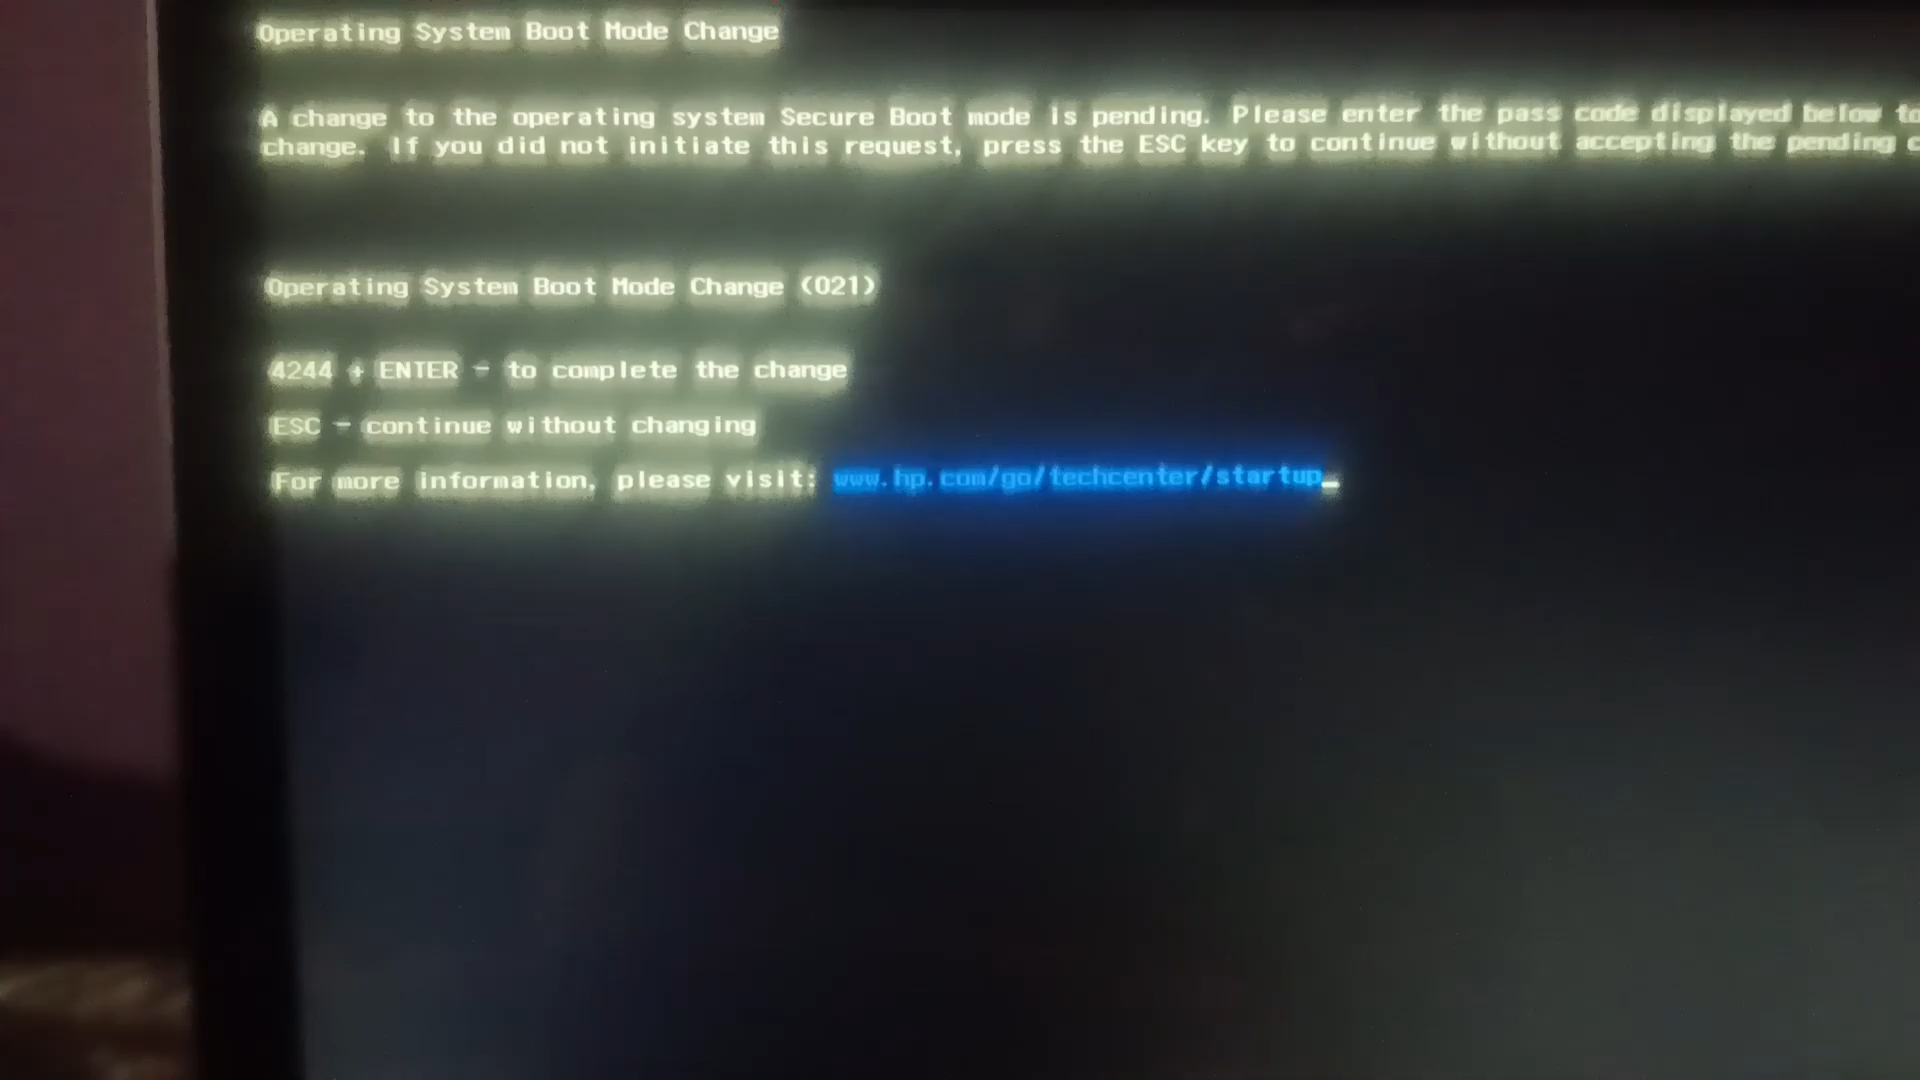 Operating System Boot Mode Change
A change to the operating system Secure Boot mode is pending. Please enter the pass code displayed below to
change. If you did not initiate this request, press the ESC key to continue without accepting the pending
Operating System Boot Mode Change (021)
4244 + ENTER - to complete the change
ESC - continue without changing
For more information, please visit: www.hp.com/go/techcenter/startup